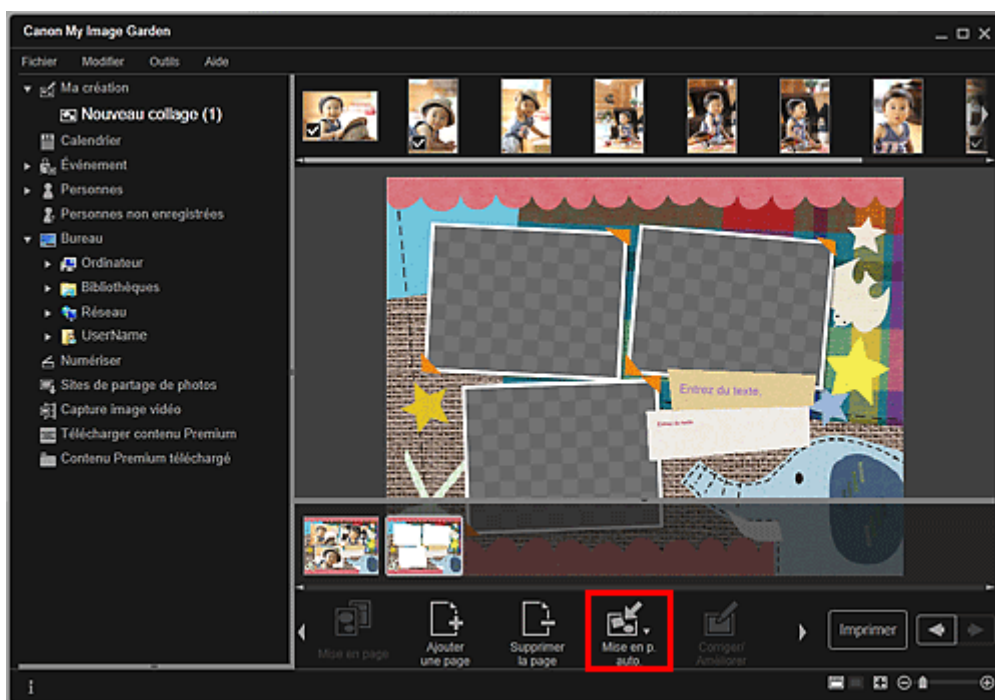 Canon My Image Garden
Fichier Modifier Outils Aide
Ma création
Nouveau collage (1)
Calendrier
Événement
Personnes
Personnes non enregistrées
Bureau
Ordinateur
Bibliothèques
Réseau
UserName
Numériser
Sites de partage de photos
Capture image vidéo
Télécharger contenu Premium
Contenu Premium téléchargé
Entrez du texte.
Entrez du texte
Mise en page
Ajouter
une page
Supprimer
la page
Mise en p.
auto.
Corriger/
Améliorer
Imprimer